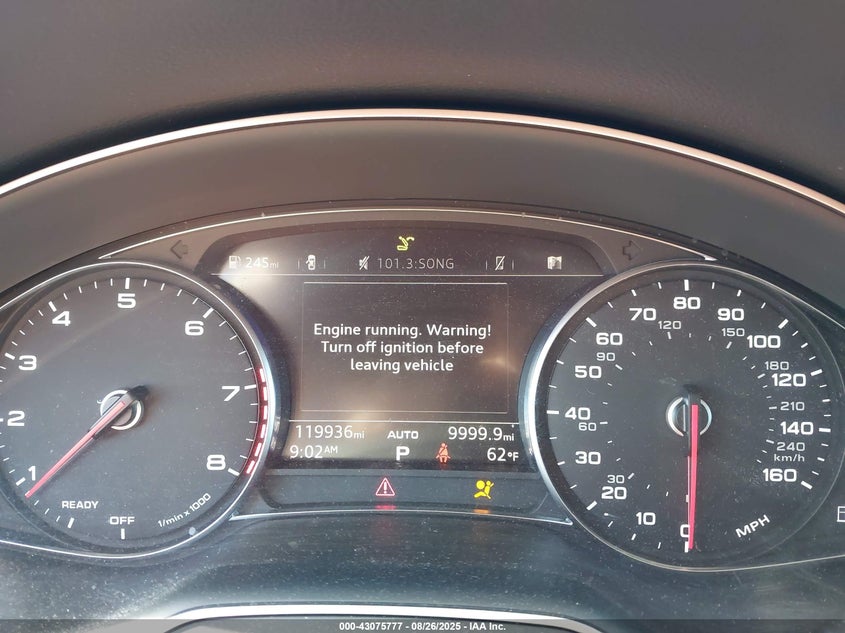 245mi
101.3:SONG
Engine running. Warning!
Turn off ignition before
leaving vehicle
119936mi AUTO 9999.9mi
9:02AM P 62°F
1 2 3 4 5 6 7 8
READY
OFF
1/min x 1000
0 10 20 30 40 50 60 70 80 90 100 120 140 160
30 60 90 120 150 180 210 240
km/h
MPH
000-43075777 - 08/26/2025 - IAA Inc.